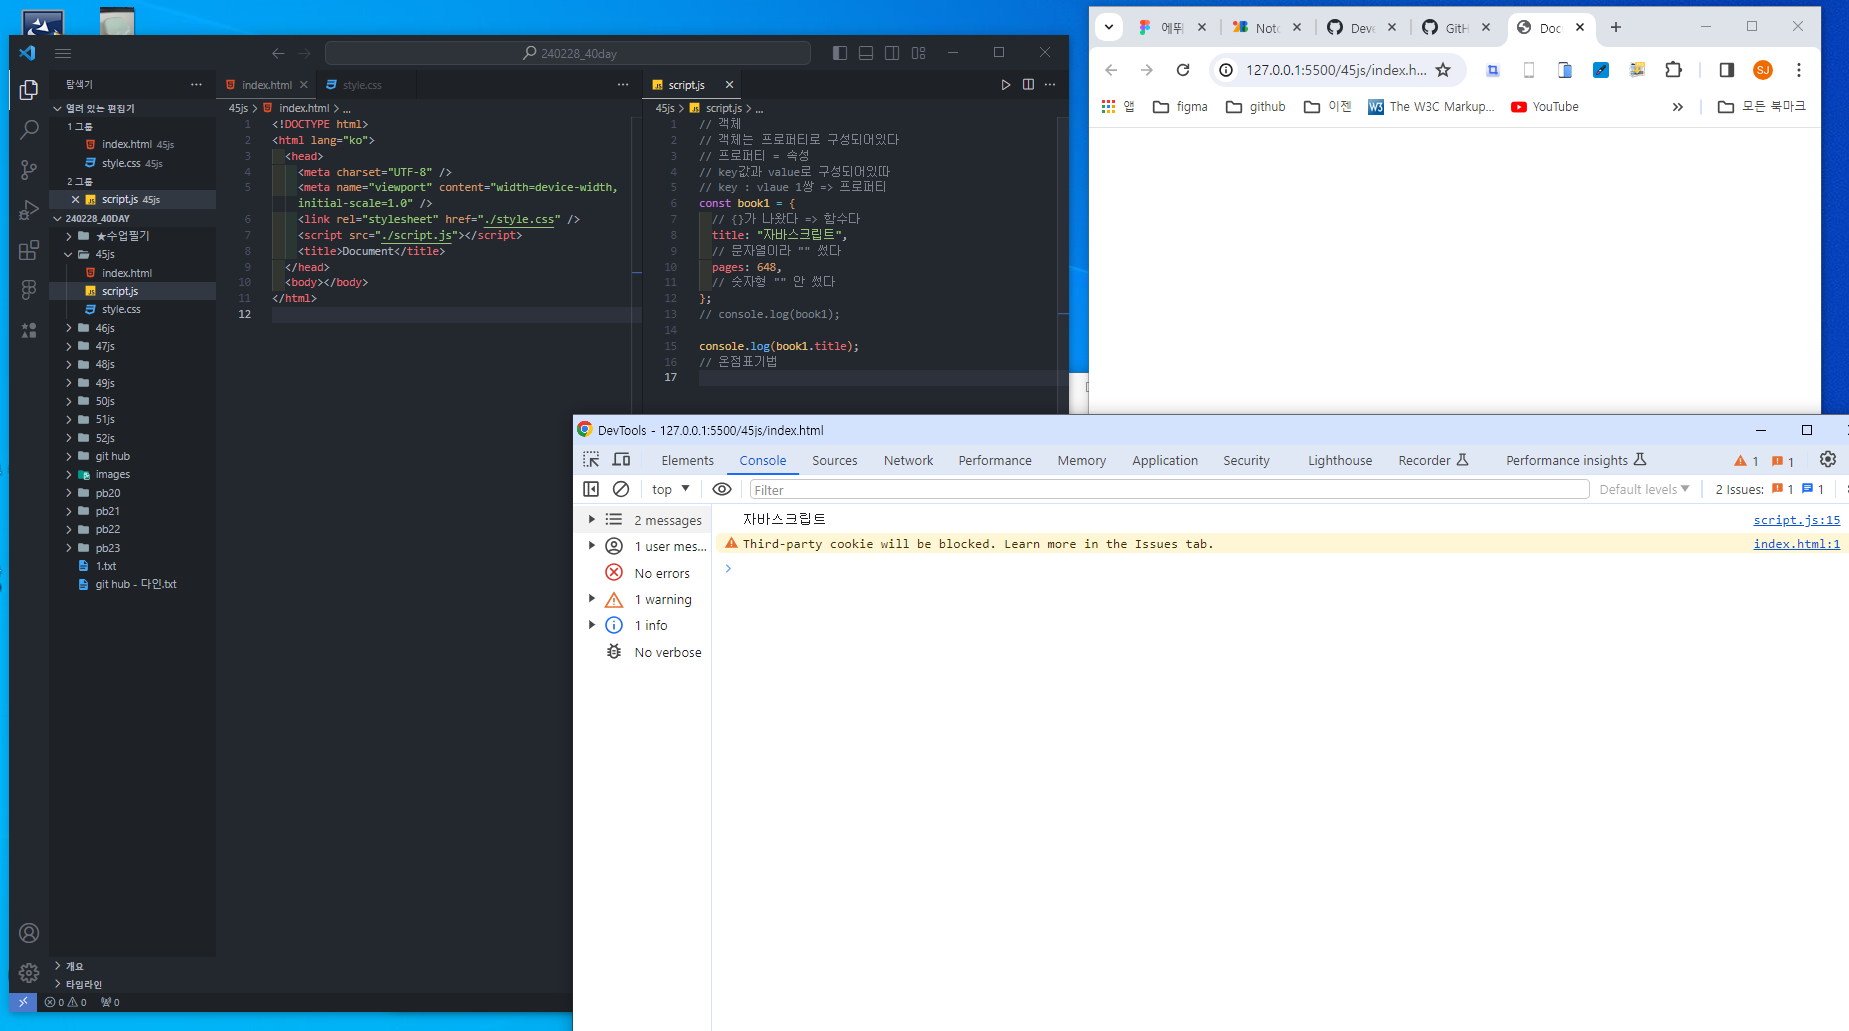 240228_40day
탐색기
열려 있는 편집기
1 그룹
index.html 45js
style.css 45js
2 그룹
script.js 45js
240228_40DAY
★수업필기
45js
index.html
script.js
style.css
46js
47js
48js
49js
50js
51js
52js
git hub
images
pb20
pb21
pb22
pb23
1.txt
git hub - 다인.txt
개요
타임라인
0 0 0
index.html
style.css
45js > index.html > ...
1 <!DOCTYPE html>
2 <html lang="ko">
3 <head>
4 <meta charset="UTF-8" />
5 <meta name="viewport" content="width=device-width,
initial-scale=1.0" />
6 <link rel="stylesheet" href="./style.css" />
7 <script src="./script.js"></script>
8 <title>Document</title>
9 </head>
10 <body></body>
11 </html>
12
script.js
45js > script.js > ...
1 // 객체
2 // 객체는 프로퍼티로 구성되어있다
3 // 프로퍼티 = 속성
4 // key값과 value로 구성되어있따
5 // key : vlaue 1쌍 => 프로퍼티
6 const book1 = {
7 // {}가 나왔다 => 함수다
8 title: "자바스크립트",
9 // 문자열이라 "" 썼다
10 pages: 648,
11 // 숫자형 "" 안 썼다
12 };
13 // console.log(book1);
14
15 console.log(book1.title);
16 // 온점표기법
17
에뛰
Noto
Deve
GitH
Doc
127.0.0.1:5500/45js/index.h...
SJ
앱
figma
github
이젠
W3
The W3C Markup...
YouTube
»
모든 북마크
DevTools - 127.0.0.1:5500/45js/index.html
Elements Console Sources Network Performance Memory Application Security Lighthouse Recorder Performance insights 1 1
top Filter Default levels 2 Issues: 1 1
2 messages
1 user mes...
No errors
1 warning
1 info
No verbose
자바스크립트 script.js:15
Third-party cookie will be blocked. Learn more in the Issues tab. index.html:1